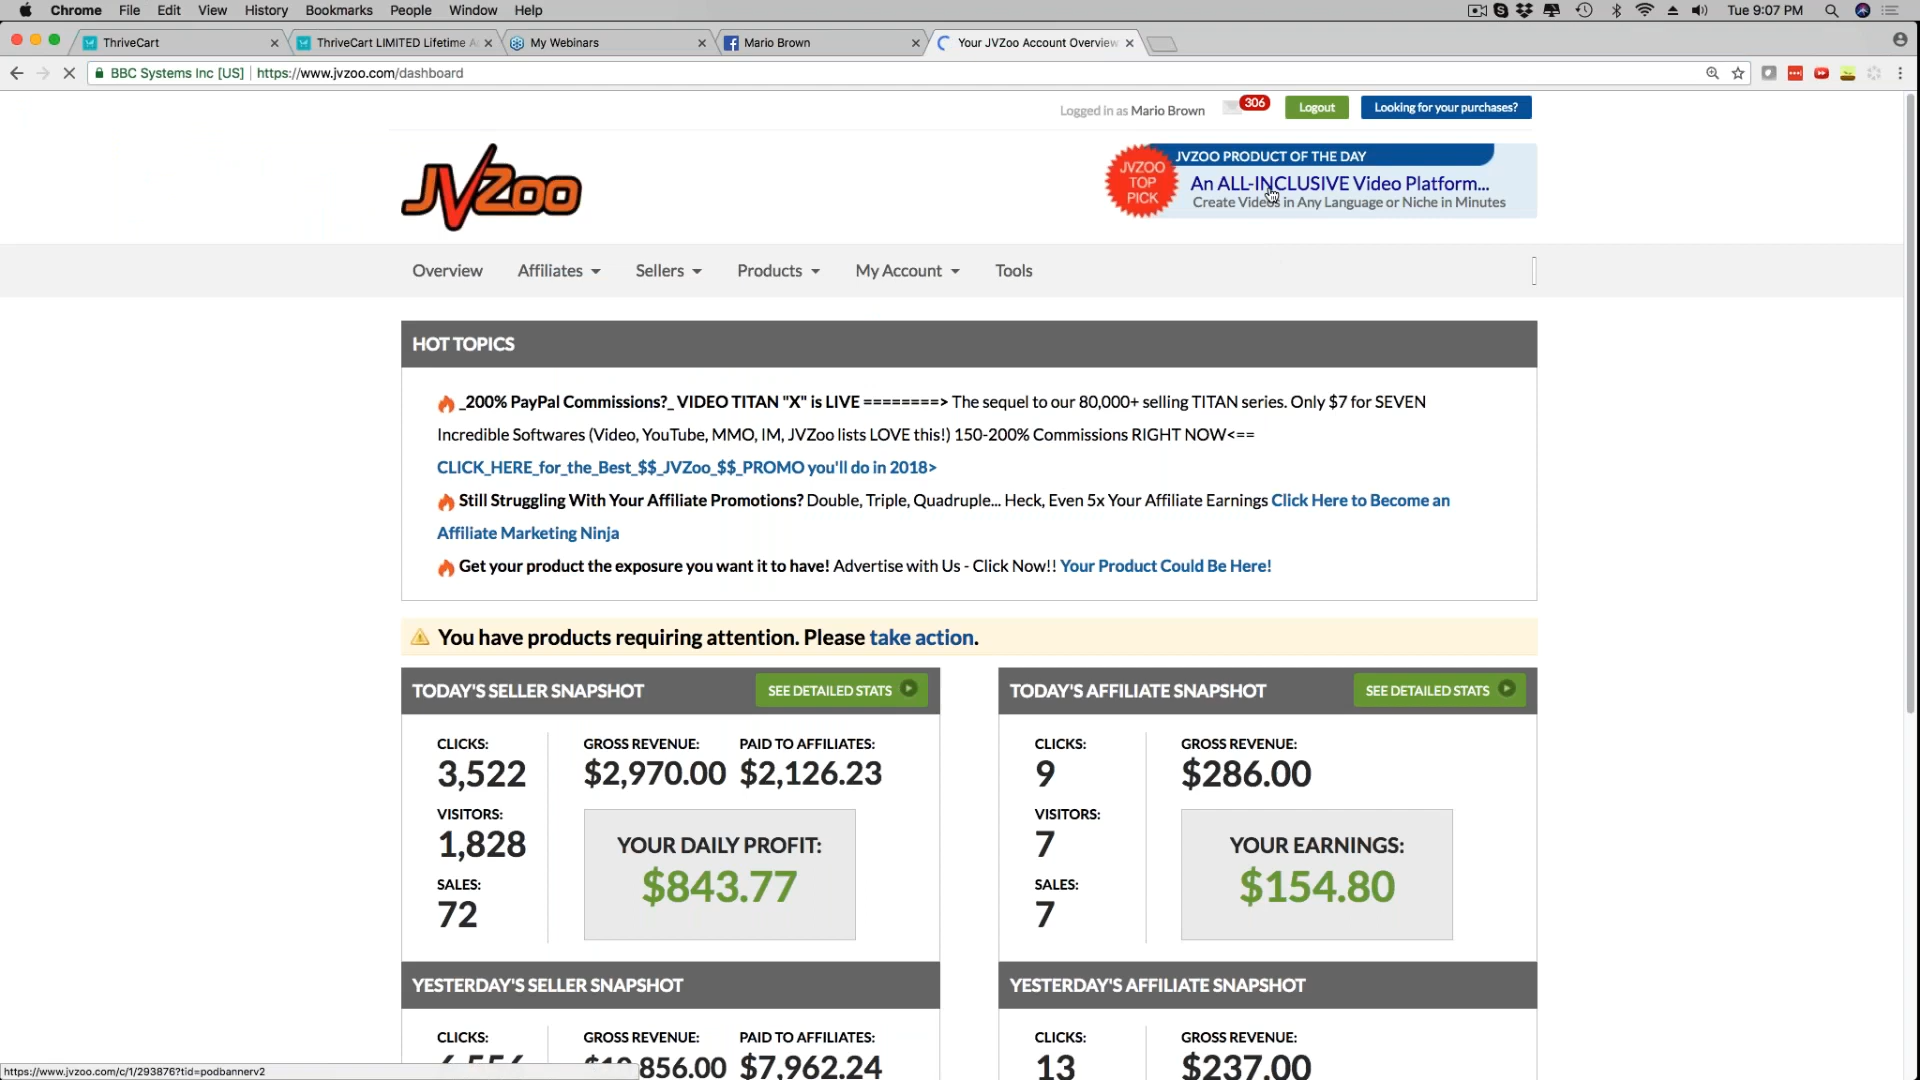 Chrome File Edit View History Bookmarks People Window Help Tue 9:07 PM
ThriveCart ThriveCart LIMITED Lifetime A My Webinars Mario Brown Your JVZoo Account Overview
BBC Systems Inc [US] https://www.jvzoo.com/dashboard
Logged in as Mario Brown 306 Logout Looking for your purchases?
JVZoo
JVZOO TOP PICK
JVZOO PRODUCT OF THE DAY
An ALL-INCLUSIVE Video Platform...
Create Videos in Any Language or Niche in Minutes
Overview Affiliates Sellers Products My Account Tools
HOT TOPICS
_200% PayPal Commissions?_ VIDEO TITAN "X" is LIVE ========> The sequel to our 80,000+ selling TITAN series. Only $7 for SEVEN
Incredible Softwares (Video, YouTube, MMO, IM, JVZoo lists LOVE this!) 150-200% Commissions RIGHT NOW<==
CLICK_HERE_for_the_Best_$$_JVZoo_$$_PROMO you'll do in 2018>
Still Struggling With Your Affiliate Promotions? Double, Triple, Quadruple... Heck, Even 5x Your Affiliate Earnings Click Here to Become an
Affiliate Marketing Ninja
Get your product the exposure you want it to have! Advertise with Us - Click Now!! Your Product Could Be Here!
You have products requiring attention. Please take action.
TODAY'S SELLER SNAPSHOT SEE DETAILED STATS
CLICKS: GROSS REVENUE: PAID TO AFFILIATES:
3,522 $2,970.00 $2,126.23
VISITORS:
1,828
YOUR DAILY PROFIT:
$843.77
SALES:
72
TODAY'S AFFILIATE SNAPSHOT SEE DETAILED STATS
CLICKS: GROSS REVENUE:
9 $286.00
VISITORS:
7
YOUR EARNINGS:
$154.80
SALES:
7
YESTERDAY'S SELLER SNAPSHOT
CLICKS: GROSS REVENUE: PAID TO AFFILIATES:
856.00 $7,962.24
YESTERDAY'S AFFILIATE SNAPSHOT
CLICKS: GROSS REVENUE:
13 $237.00
https://www.jvzoo.com/c/1/293876?tid=podbannerv2